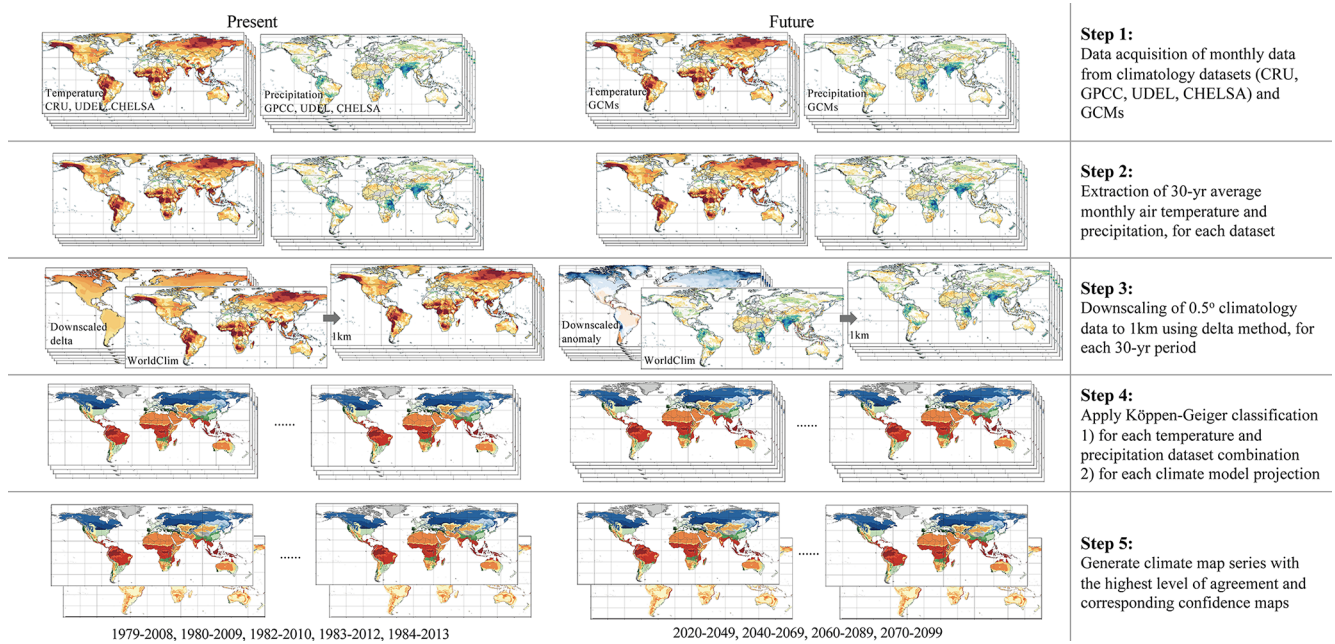 Present
Future
Temperature
CRU, UDEL, CHELSA
Precipitation
GPCC, UDEL, CHELSA
Temperature
GCMs
Precipitation
GCMs
Step 1:
Data acquisition of monthly data
from climatology datasets (CRU,
GPCC, UDEL, CHELSA) and
GCMs
Step 2:
Extraction of 30-yr average
monthly air temperature and
precipitation, for each dataset
Downscaled
delta
WorldClim
1km
Downscaled
anomaly
WorldClim
1km
Step 3:
Downscaling of 0.5° climatology
data to 1km using delta method, for
each 30-yr period
......
......
Step 4:
Apply Köppen-Geiger classification
1) for each temperature and
precipitation dataset combination
2) for each climate model projection
......
......
Step 5:
Generate climate map series with
the highest level of agreement and
corresponding confidence maps
1979-2008, 1980-2009, 1982-2010, 1983-2012, 1984-2013
2020-2049, 2040-2069, 2060-2089, 2070-2099